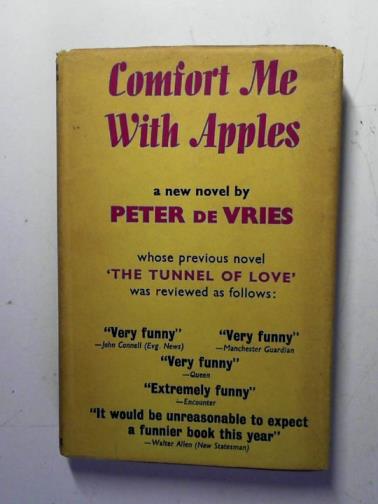 Comfort Me
With Apples
a new novel by
PETER DE VRIES
whose previous novel
'THE TUNNEL OF LOVE'
was reviewed as follows:
"Very funny" "Very funny"
—John Connell (Evg. News) —Manchester Guardian
"Very funny"
—Queen
"Extremely funny"
—Encounter
"It would be unreasonable to expect
a funnier book this year"
—Walter Allen (New Statesman)